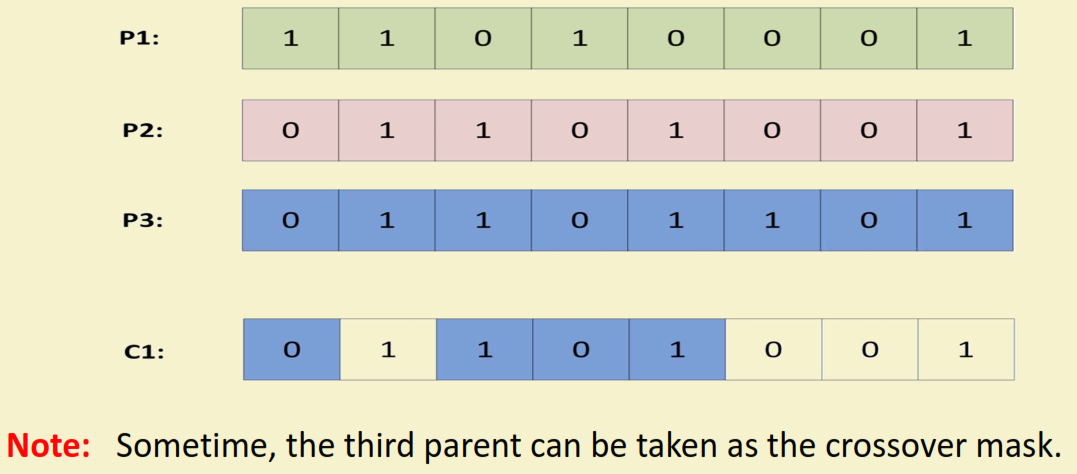 P1: 1 1 0 1 0 0 0 1
P2: 0 1 1 0 1 0 0 1
P3: 0 1 1 0 1 1 0 1
C1: 0 1 1 0 1 0 0 1
Note: Sometime, the third parent can be taken as the crossover mask.